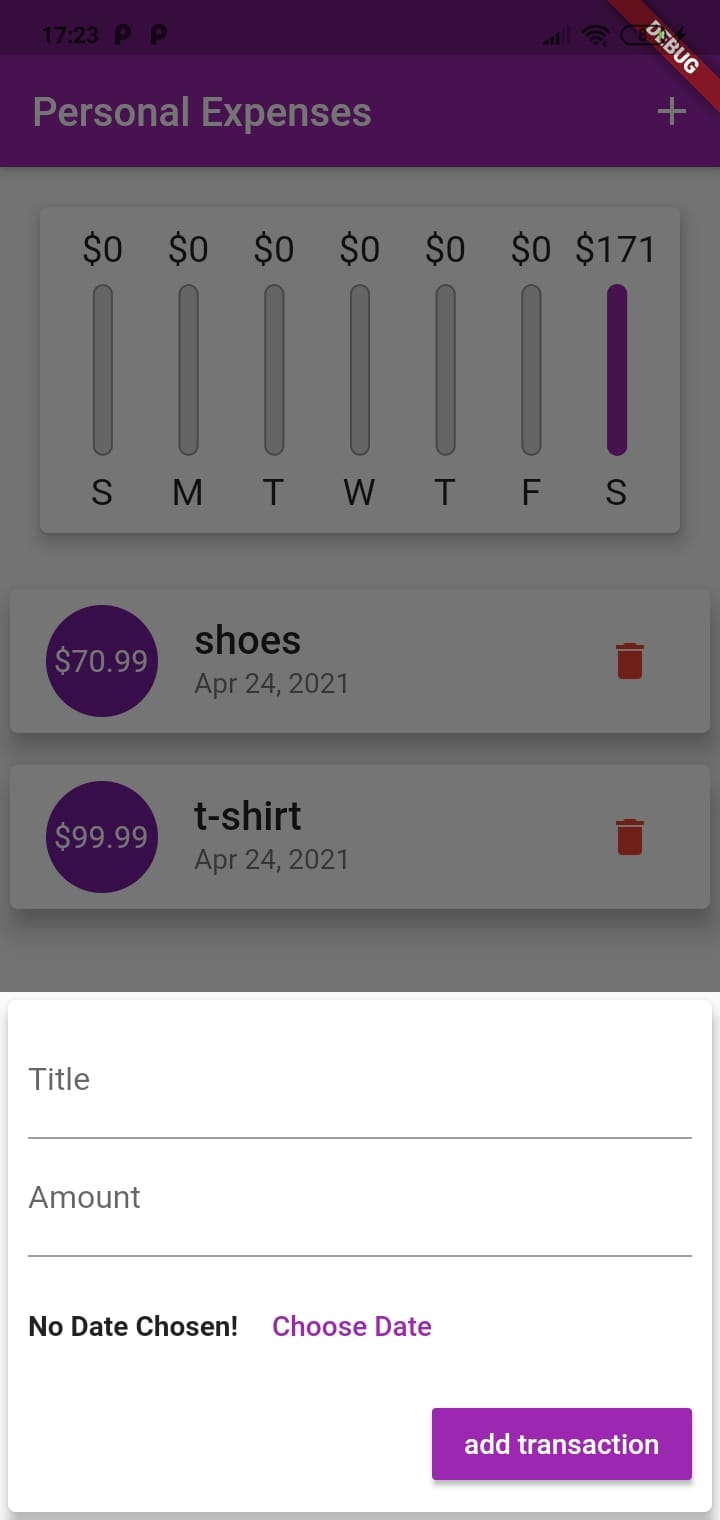 17:23
DEBUG
Personal Expenses
$0 $0 $0 $0 $0 $0 $171
S M T W T F S
$70.99
shoes
Apr 24, 2021
$99.99
t-shirt
Apr 24, 2021
Title
Amount
No Date Chosen! Choose Date
add transaction